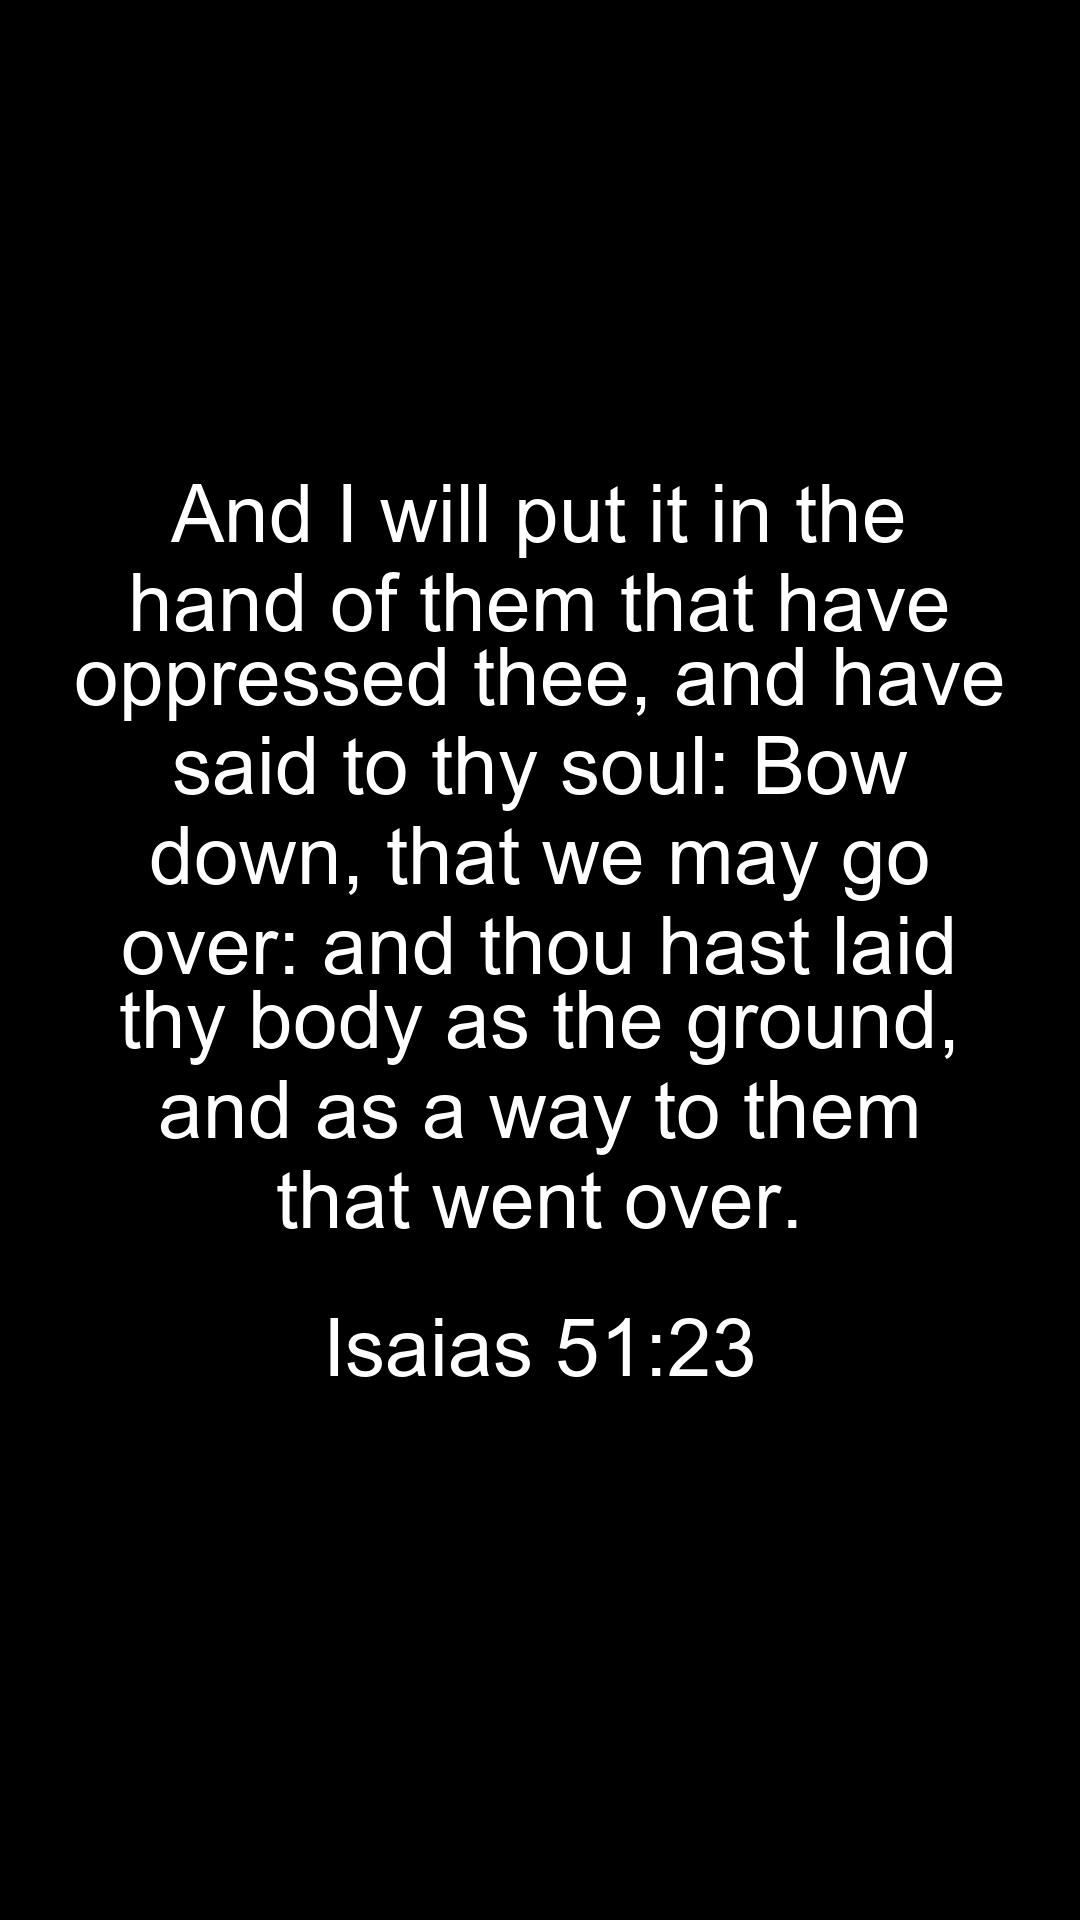 And I will put it in the
hand of them that have
oppressed thee, and have
said to thy soul: Bow
down, that we may go
over: and thou hast laid
thy body as the ground,
and as a way to them
that went over.
Isaias 51:23